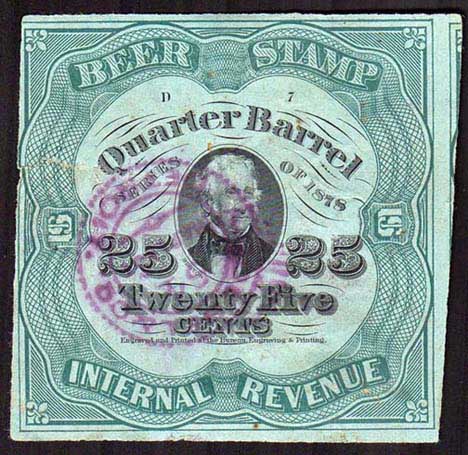 BEER STAMP
D 7
Quarter Barrel
SERIES OF 1878
25 25
Twenty Five
CENTS
Engraved and Printed at the Bureau, Engraving & Printing.
INTERNAL REVENUE